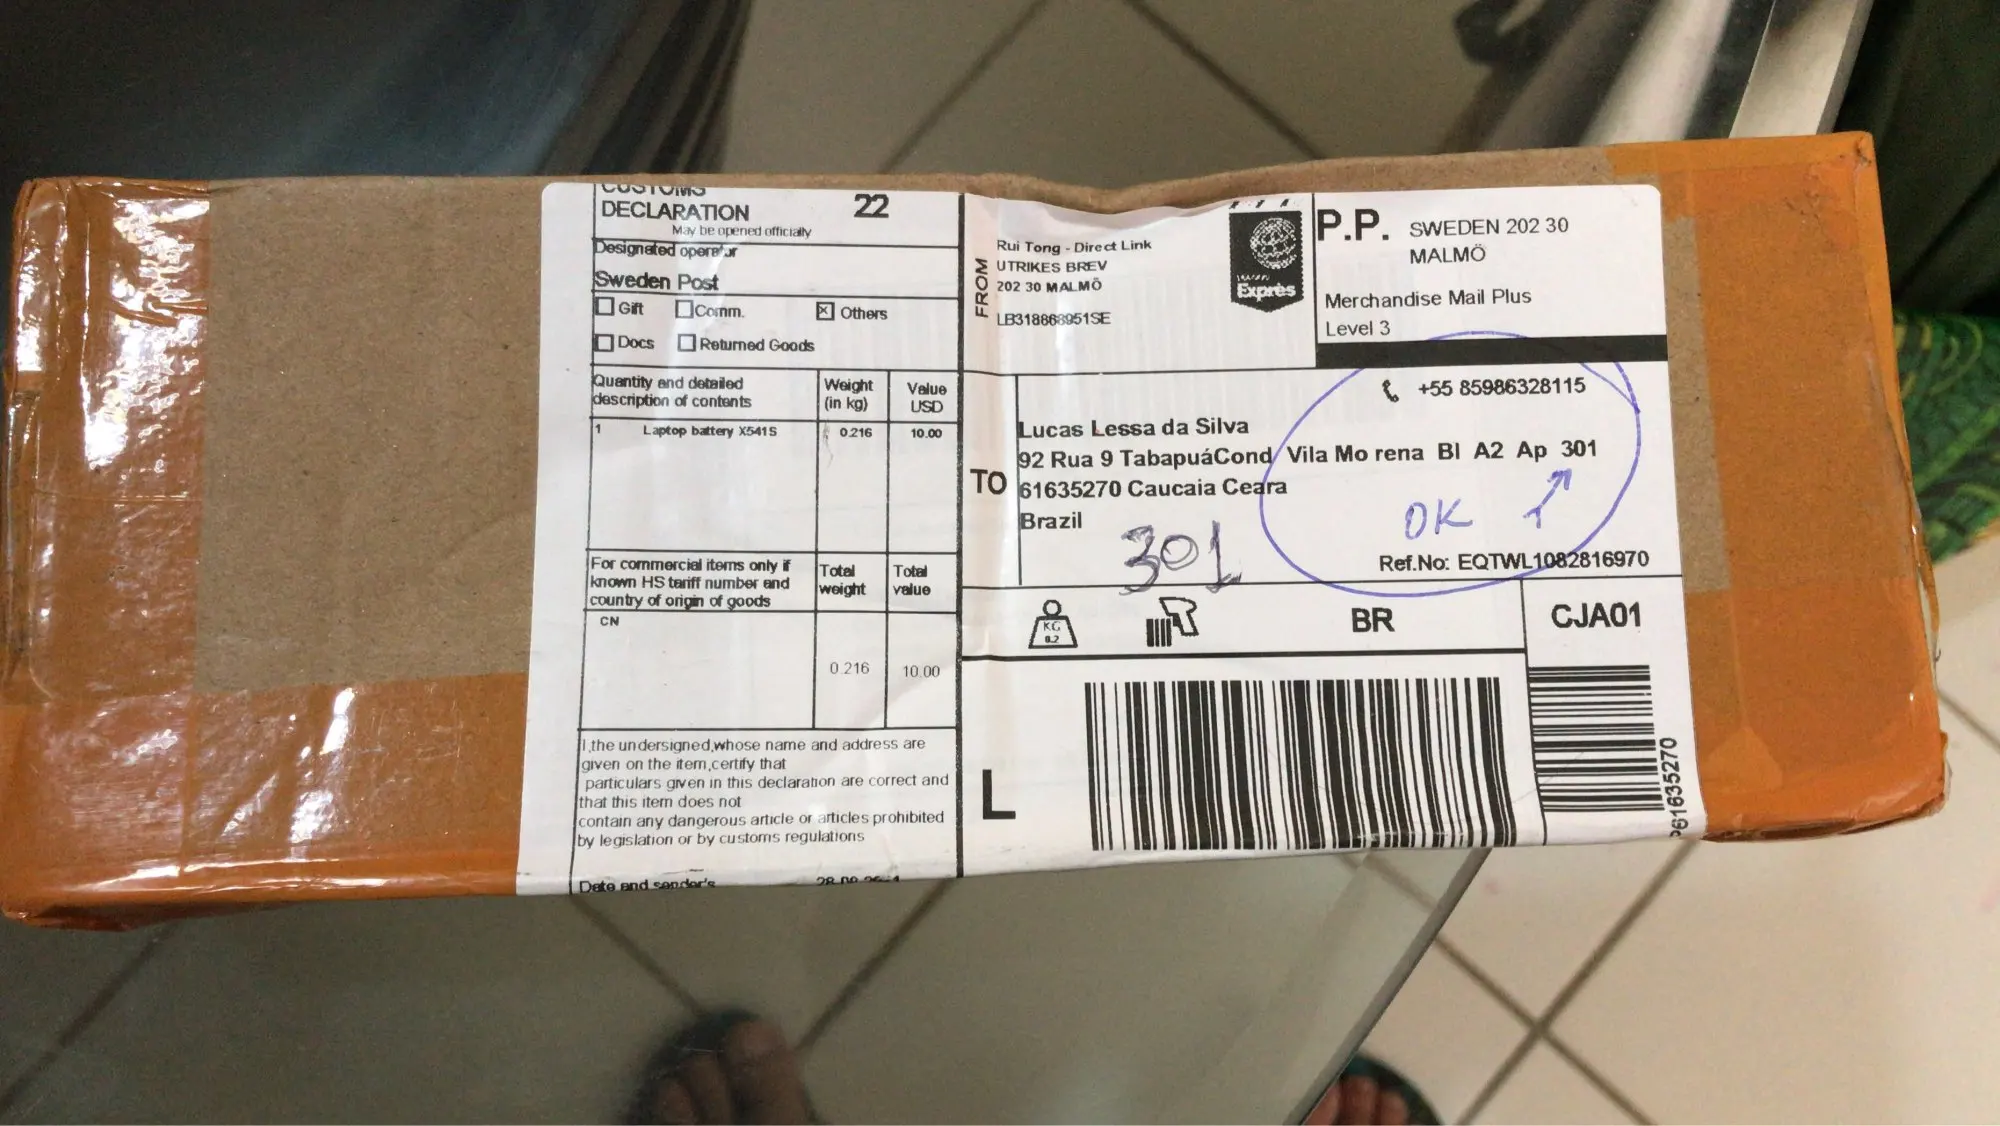 CUSTOMS
DECLARATION 22
May be opened officially
Designated operator
Sweden Post
Gift Comm. Others
Docs Returned Goods
Quantity and detailed description of contents
Weight (in kg)
Value USD
1 Laptop battery X541S 0.216 10.00
For commercial items only if known HS tariff number and country of origin of goods
Total weight
Total value
CN
0.216 10.00
I,the undersigned,whose name and address are
given on the item,certify that
particulars given in this declaration are correct and
that this item does not
contain any dangerous article or articles prohibited
by legislation or by customs regulations
Date and sender's
FROM
Rui Tong - Direct Link
UTRIKES BREV
202 30 MALMÖ
LB318868951SE
Exprès
P.P. SWEDEN 202 30
MALMÖ
Merchandise Mail Plus
Level 3
+55 85986328115
TO
Lucas Lessa da Silva
92 Rua 9 TabapuáCond Vila Mo rena Bl A2 Ap 301
61635270 Caucaia Ceara
Brazil
301
OK
Ref.No: EQTWL1082816970
KG
0.2
BR
CJA01
L
P61635270